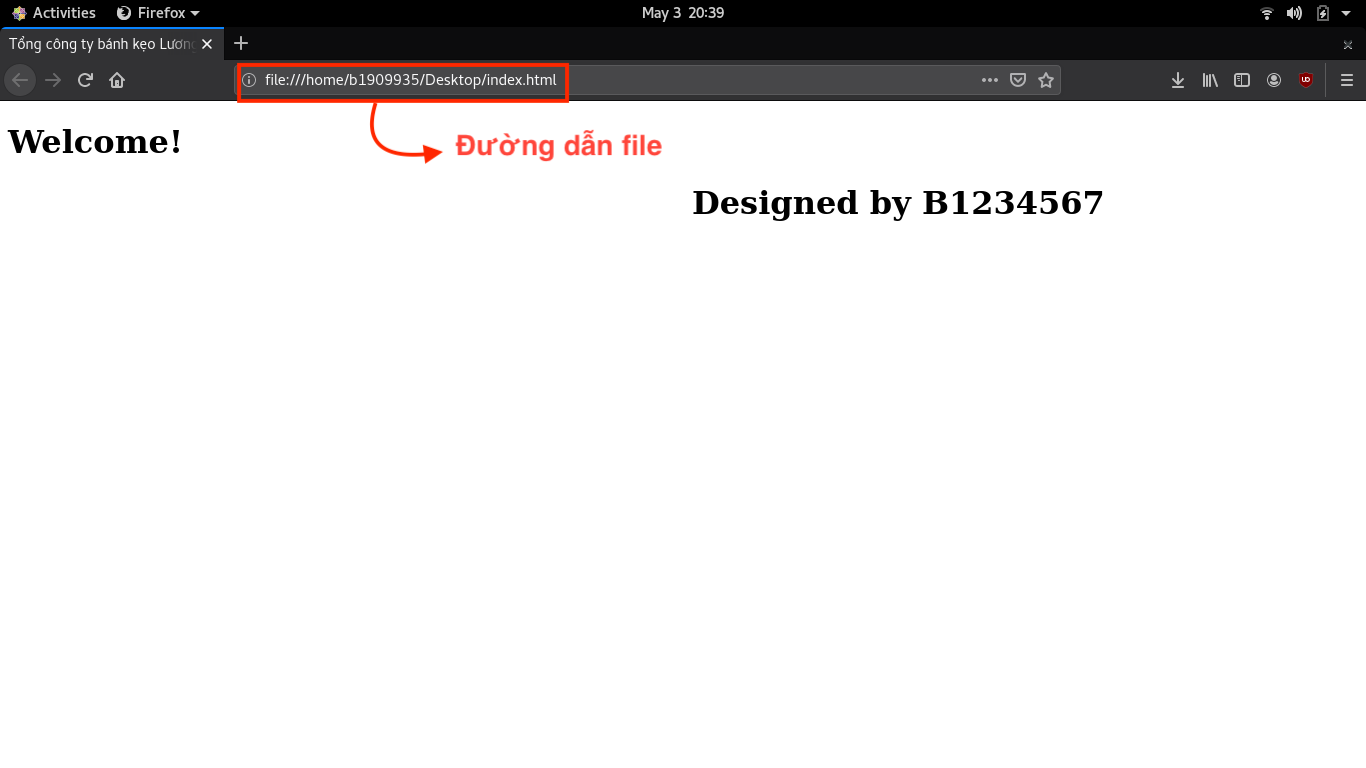 Activities Firefox May 3 20:39
Tổng công ty bánh kẹo Lương
file:///home/b1909935/Desktop/index.html
Welcome!
Đường dẫn file
Designed by B1234567